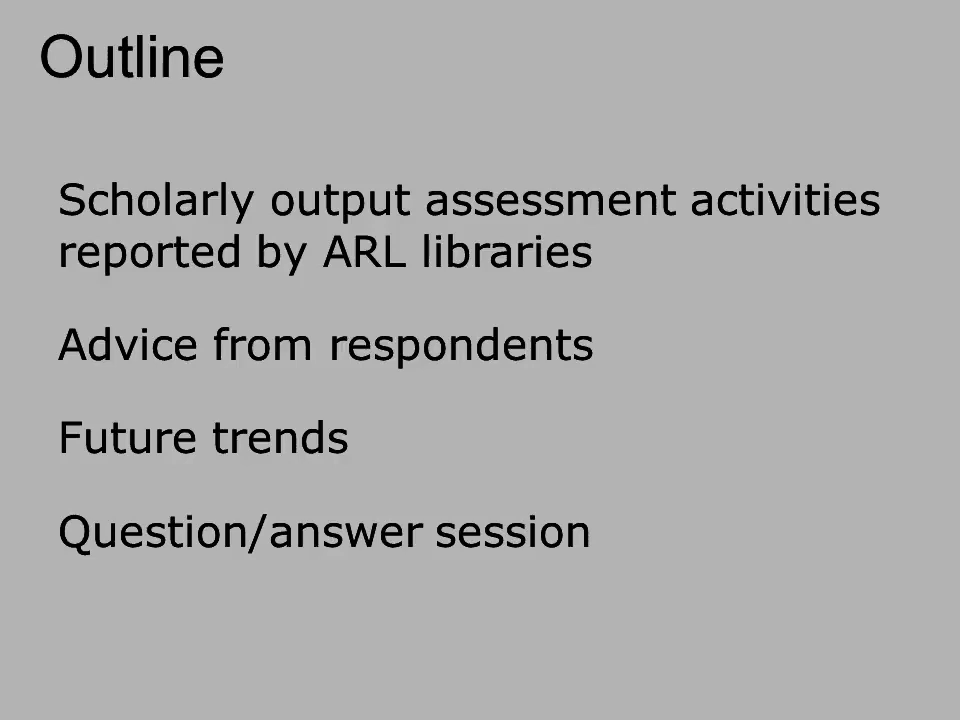 Outline
Scholarly output assessment activities
reported by ARL libraries
Advice from respondents
Future trends
Question/answer session